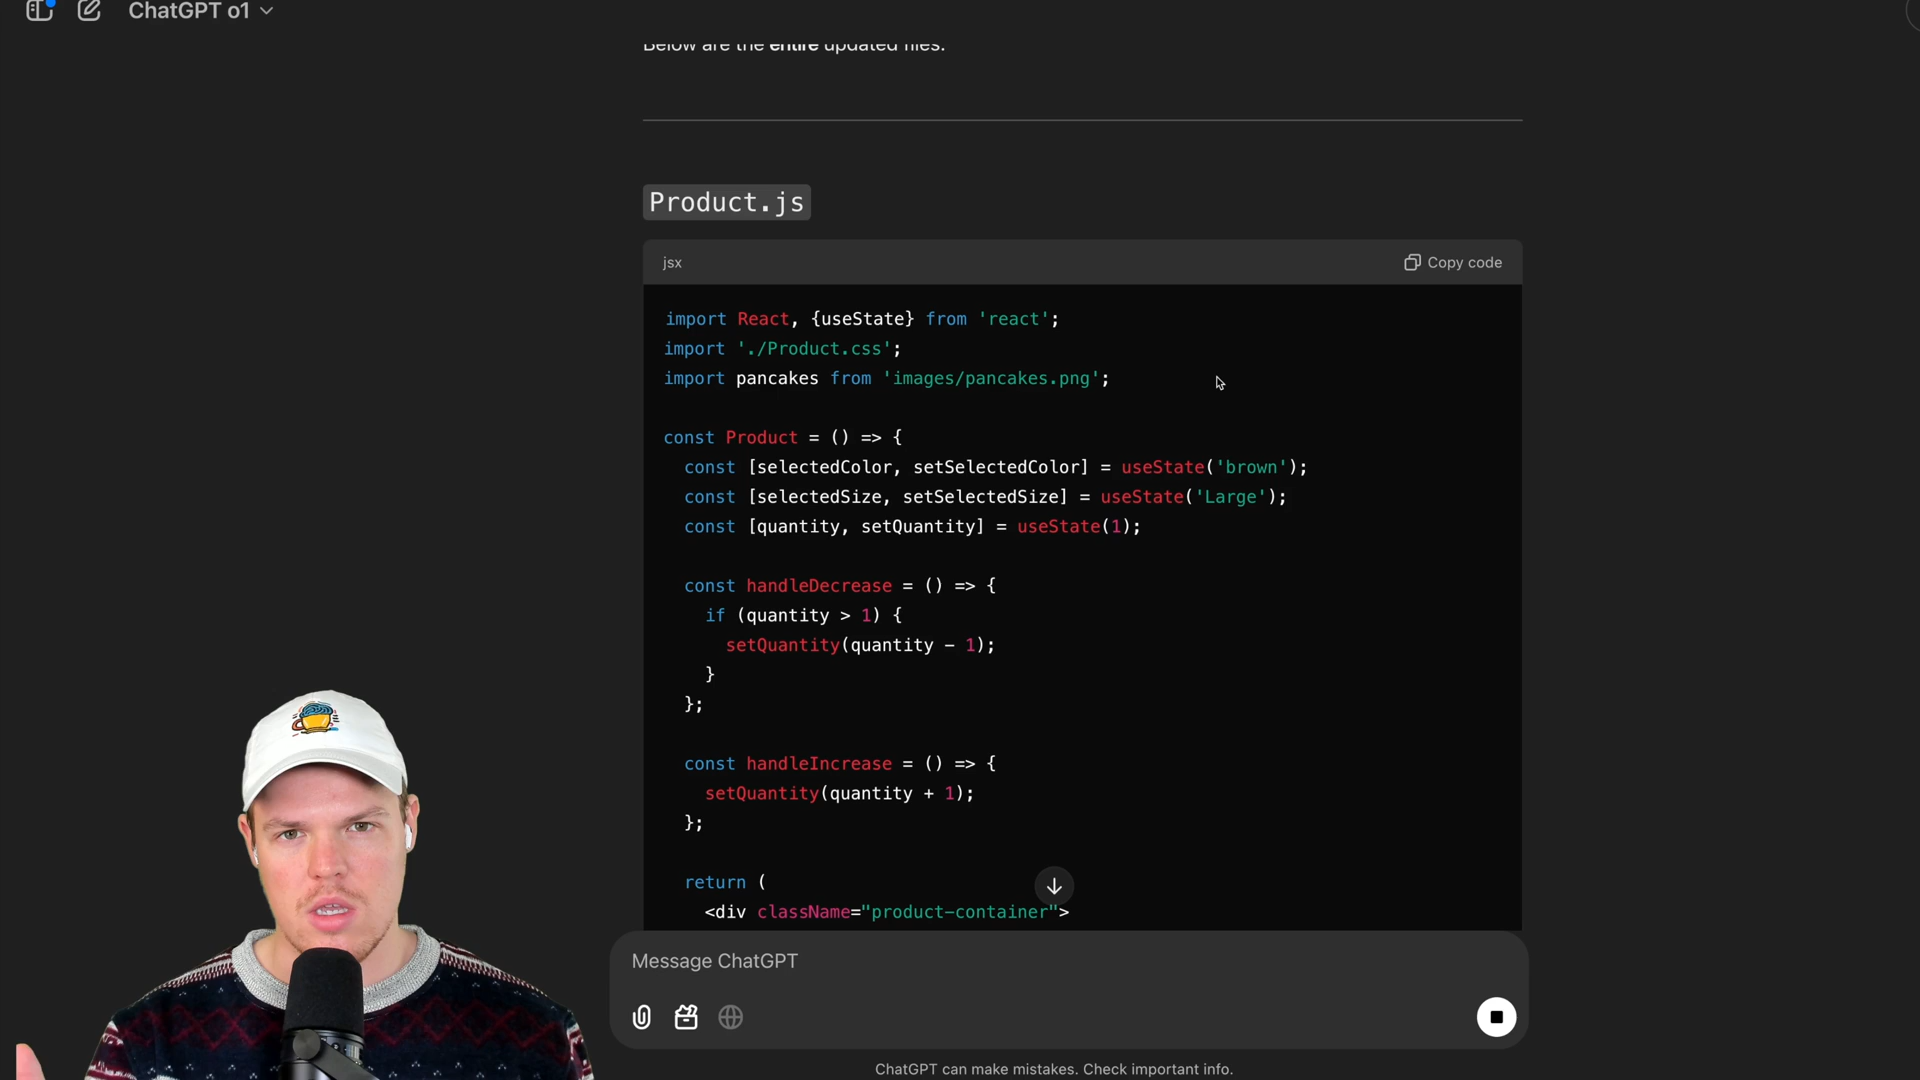 ChatGPT o1
Below are the entire updated files.
Product.js
jsx
Copy code
import React, {useState} from 'react';
import './Product.css';
import pancakes from 'images/pancakes.png';
const Product = () => {
const [selectedColor, setSelectedColor] = useState('brown');
const [selectedSize, setSelectedSize] = useState('Large');
const [quantity, setQuantity] = useState(1);
const handleDecrease = () => {
if (quantity > 1) {
setQuantity(quantity - 1);
}
};
const handleIncrease = () => {
setQuantity(quantity + 1);
};
return (
<div className="product-container">
Message ChatGPT
ChatGPT can make mistakes. Check important info.